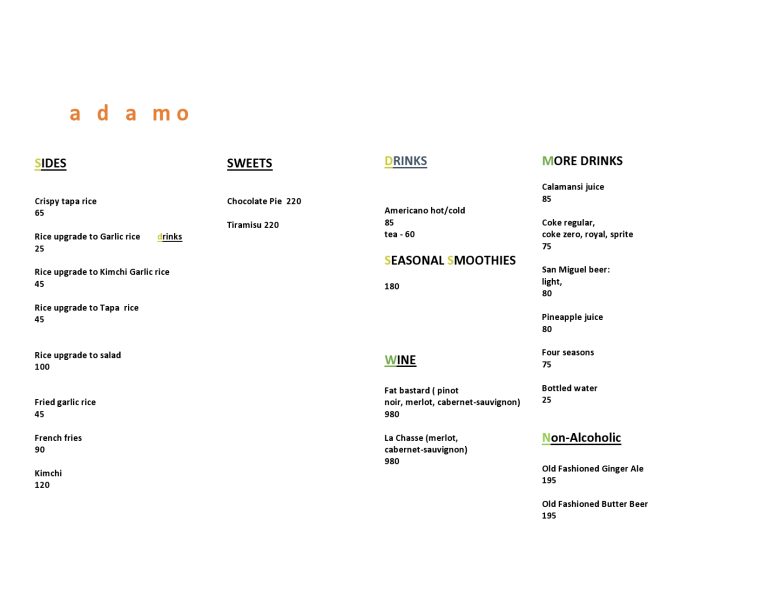 a d a m o
SIDES
Crispy tapa rice
65
Rice upgrade to Garlic rice drinks
25
Rice upgrade to Kimchi Garlic rice
45
Rice upgrade to Tapa rice
45
Rice upgrade to salad
100
Fried garlic rice
45
French fries
90
Kimchi
120
SWEETS
Chocolate Pie 220
Tiramisu 220
DRINKS
Americano hot/cold
85
tea - 60
SEASONAL SMOOTHIES
180
WINE
Fat bastard ( pinot
noir, merlot, cabernet-sauvignon)
980
La Chasse (merlot,
cabernet-sauvignon)
980
MORE DRINKS
Calamansi juice
85
Coke regular,
coke zero, royal, sprite
75
San Miguel beer:
light,
80
Pineapple juice
80
Four seasons
75
Bottled water
25
Non-Alcoholic
Old Fashioned Ginger Ale
195
Old Fashioned Butter Beer
195